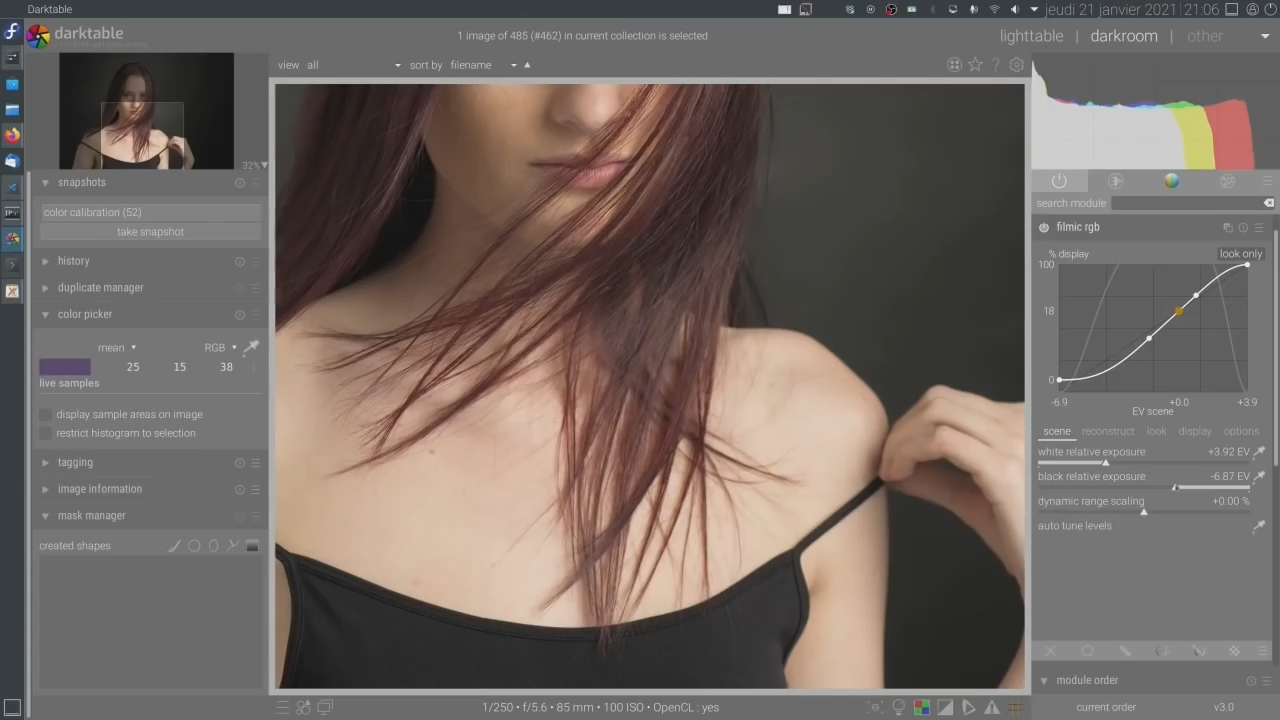 Darktable
jeudi 21 janvier 2021 | 21:06
darktable
1 image of 485 (#462) in current collection is selected
lighttable | darkroom | other
view all sort by filename
32%
snapshots
color calibration (52)
take snapshot
history
duplicate manager
color picker
mean RGB
25 15 38
live samples
display sample areas on image
restrict histogram to selection
tagging
image information
mask manager
created shapes
1/250 • f/5.6 • 85 mm • 100 ISO • OpenCL : yes
search module
filmic rgb
% display look only
100
18
0
-6.9 +0.0 +3.9
EV scene
scene reconstruct look display options
white relative exposure +3.92 EV
black relative exposure -6.87 EV
dynamic range scaling +0.00 %
auto tune levels
module order
current order v3.0